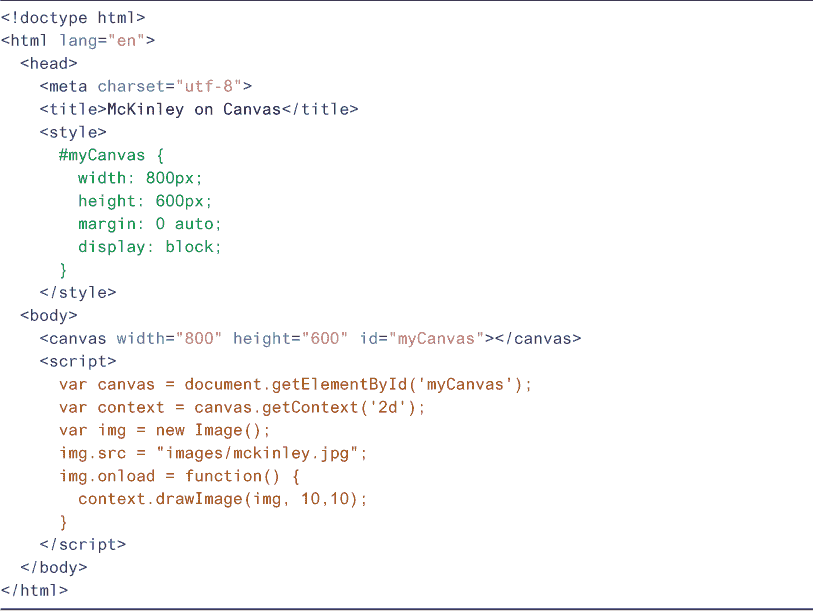 <!doctype html>
<html lang="en">
  <head>
    <meta charset="utf-8">
    <title>McKinley on Canvas</title>
    <style>
      #myCanvas {
        width: 800px;
        height: 600px;
        margin: 0 auto;
        display: block;
      }
    </style>
  <body>
    <canvas width="800" height="600" id="myCanvas"></canvas>
    <script>
      var canvas = document.getElementById('myCanvas');
      var context = canvas.getContext('2d');
      var img = new Image();
      img.src = "images/mckinley.jpg";
      img.onload = function() {
        context.drawImage(img, 10,10);
      }
    </script>
  </body>
</html>